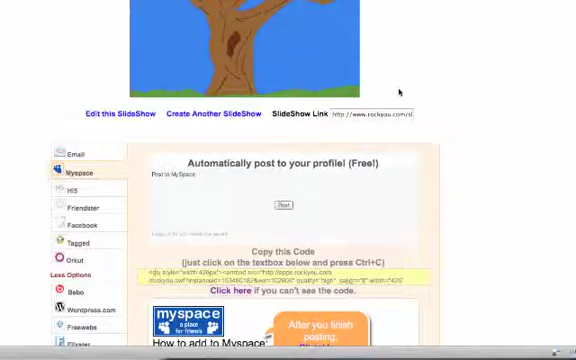 Edit this SlideShow Create Another SlideShow SlideShow Link http://www.rockyou.com/sl
Email
Myspace
Hi5
Friendster
Facebook
Tagged
Orkut
Less Options
Bebo
Wordpress.com
Freewebs
Automatically post to your profile! (Free!)
Post to MySpace:
Post
Copy this Code
(just click on the textbox below and press Ctrl+C)
Click here if you can't see the code.
myspace
a place
for friends
How to add to Myspace:
After you finish
posting,